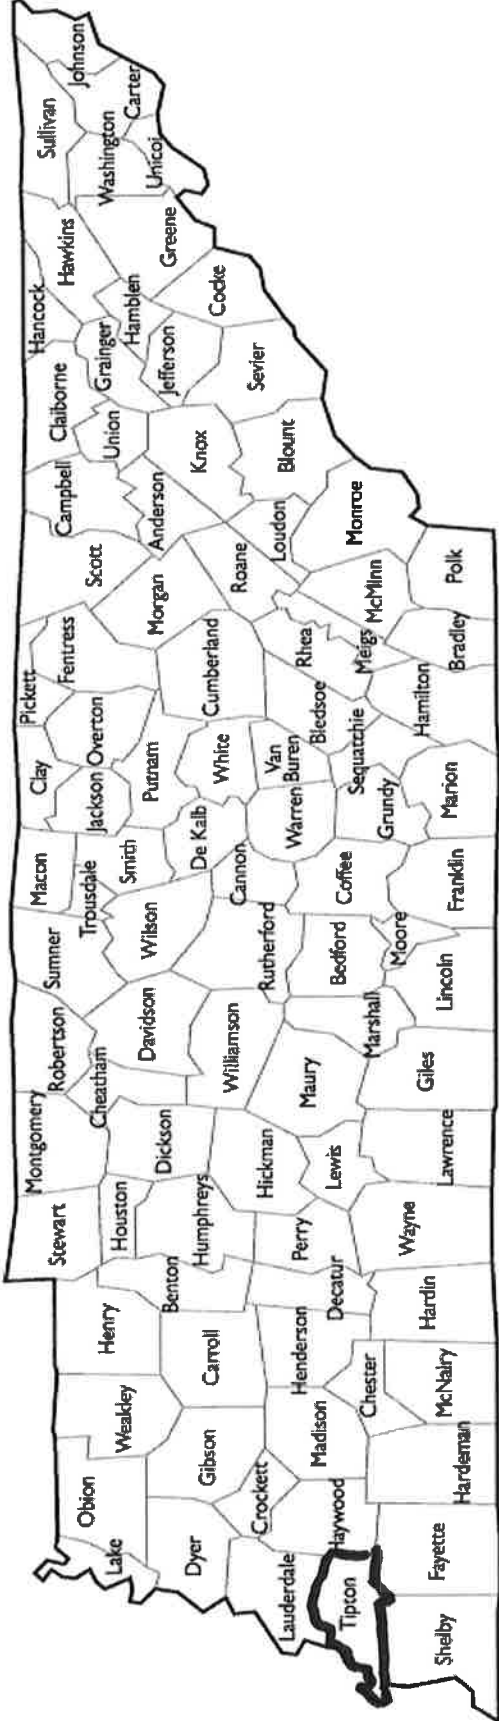 Johnson
Sullivan
Carter
Washington
Unicoi
Hawkins
Greene
Hancock
Hamblen
Cocke
Claiborne
Grainger
Jefferson
Sevier
Union
Campbell
Knox
Blount
Anderson
Scott
Loudon
Monroe
Morgan
Roane
McMinn
Polk
Fentress
Pickett
Cumberland
Rhea
Meigs
Bradley
Clay
Overton
Putnam
White
Van
Buren
Bledsoe
Sequatchie
Hamilton
Jackson
Macon
Smith
De Kalb
Warren
Grundy
Marion
Trousdale
Cannon
Coffee
Franklin
Sumner
Wilson
Rutherford
Bedford
Moore
Lincoln
Robertson
Davidson
Williamson
Marshall
Cheatham
Maury
Giles
Montgomery
Dickson
Hickman
Lewis
Lawrence
Stewart
Houston
Humphreys
Perry
Wayne
Benton
Decatur
Henry
Carroll
Henderson
Hardin
Chester
McNairy
Weakley
Gibson
Madison
Obion
Crockett
Haywood
Hardeman
Lake
Dyer
Lauderdale
Tipton
Fayette
Shelby